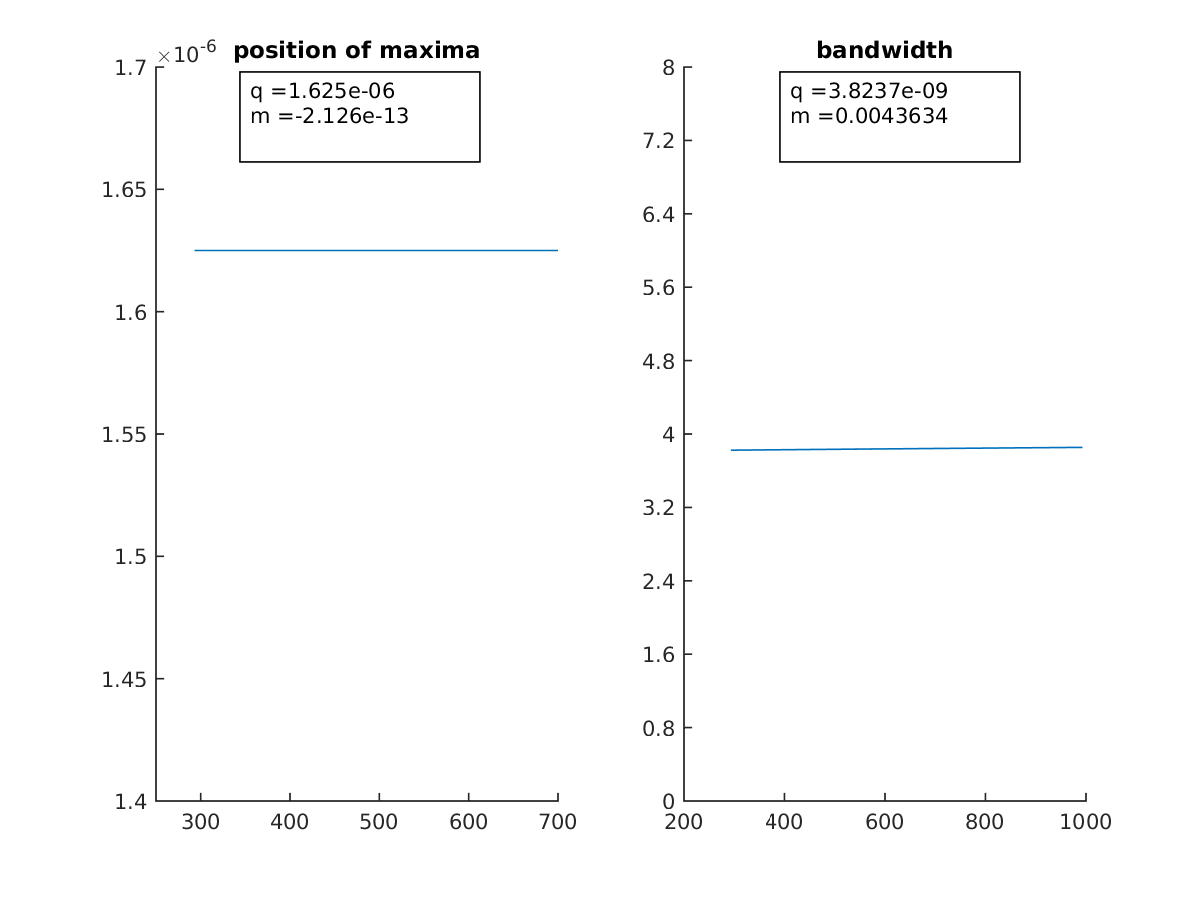 ×10-6
position of maxima
q =1.625e-06
m =-2.126e-13
1.7
1.65
1.6
1.55
1.5
1.45
1.4
300 400 500 600 700
bandwidth
q =3.8237e-09
m =0.0043634
8
7.2
6.4
5.6
4.8
4
3.2
2.4
1.6
0.8
0
200 400 600 800 1000